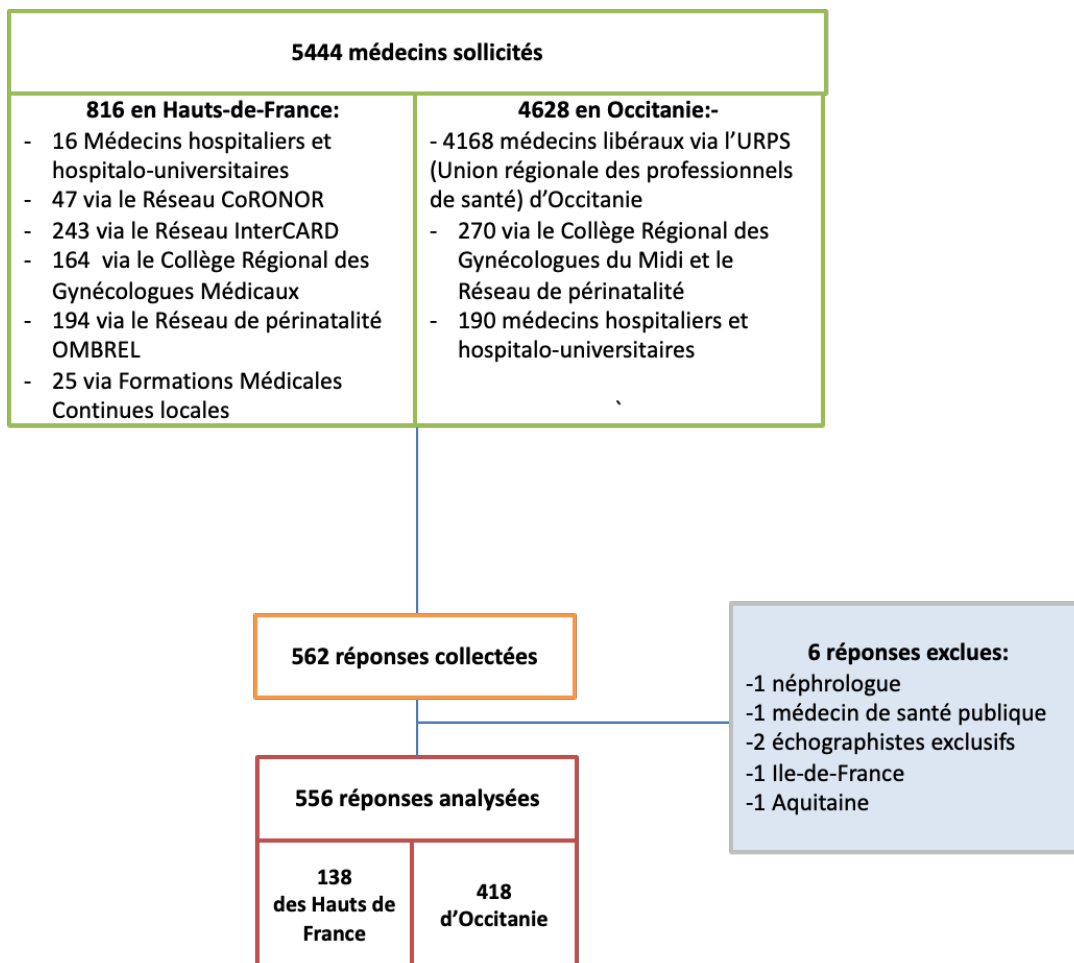 5444 médecins sollicités
816 en Hauts-de-France:
- 16 Médecins hospitaliers et
hospitalo-universitaires
- 47 via le Réseau CoRONOR
- 243 via le Réseau InterCARD
- 164 via le Collège Régional des
Gynécologues Médicaux
- 194 via le Réseau de périnatalité
OMBREL
- 25 via Formations Médicales
Continues locales
4628 en Occitanie:-
- 4168 médecins libéraux via l’URPS
(Union régionale des professionnels
de santé) d’Occitanie
- 270 via le Collège Régional des
Gynécologues du Midi et le
Réseau de périnatalité
- 190 médecins hospitaliers et
hospitalo-universitaires
`
562 réponses collectées
6 réponses exclues:
-1 néphrologue
-1 médecin de santé publique
-2 échographistes exclusifs
-1 Ile-de-France
-1 Aquitaine
556 réponses analysées
138
des Hauts de
France
418
d’Occitanie